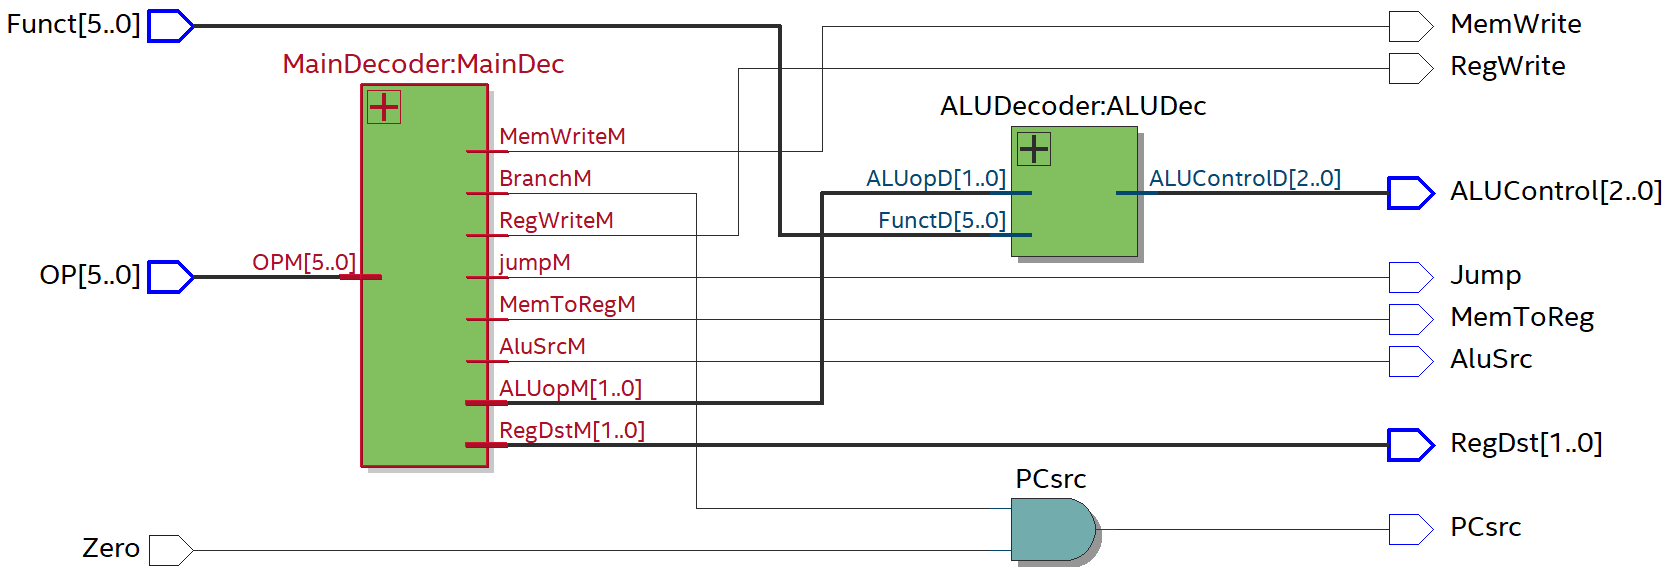 Funct[5..0]
MemWrite
MainDecoder:MainDec
RegWrite
ALUDecoder:ALUDec
MemWriteM
BranchM
ALUopD[1..0]
ALUControlD[2..0]
ALUControl[2..0]
RegWriteM
FunctD[5..0]
OP[5..0]
OPM[5..0]
jumpM
Jump
MemToRegM
MemToReg
AluSrcM
AluSrc
ALUopM[1..0]
RegDstM[1..0]
RegDst[1..0]
PCsrc
PCsrc
Zero